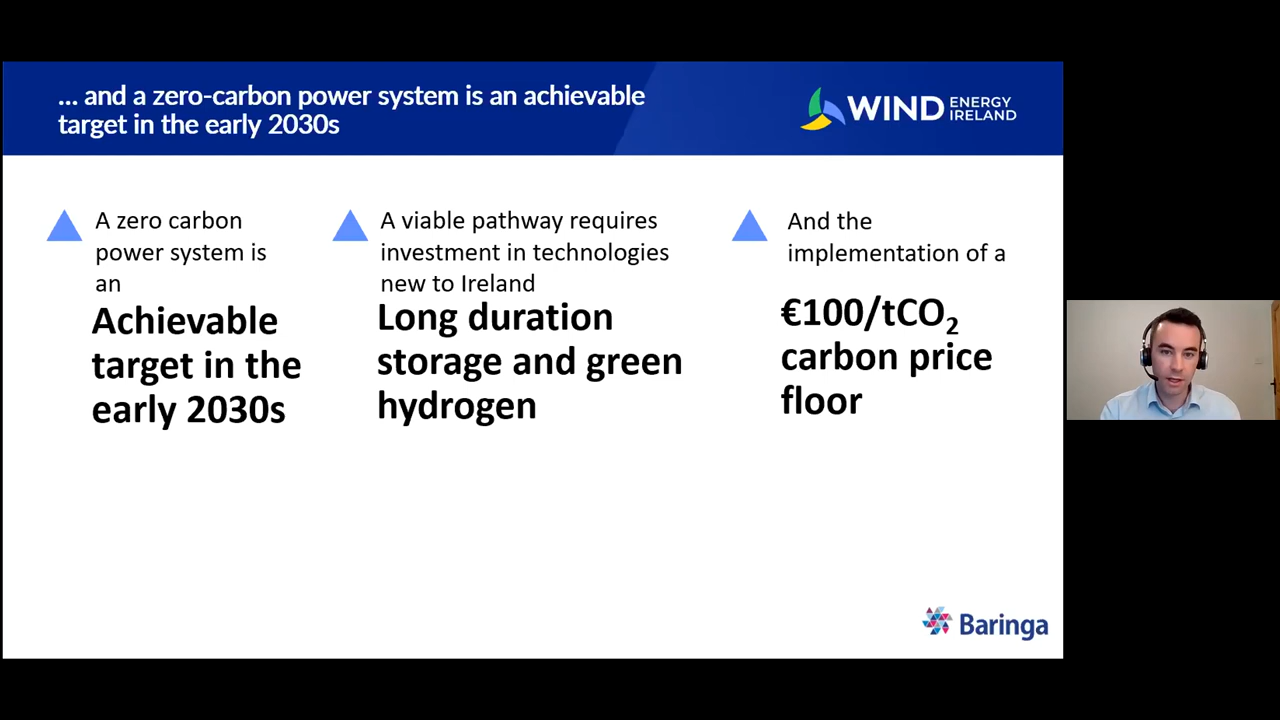 ... and a zero-carbon power system is an achievable
target in the early 2030s
WIND ENERGY
IRELAND
A zero carbon
power system is
an
Achievable
target in the
early 2030s
A viable pathway requires
investment in technologies
new to Ireland
Long duration
storage and green
hydrogen
And the
implementation of a
€100/tCO₂
carbon price
floor
Baringa